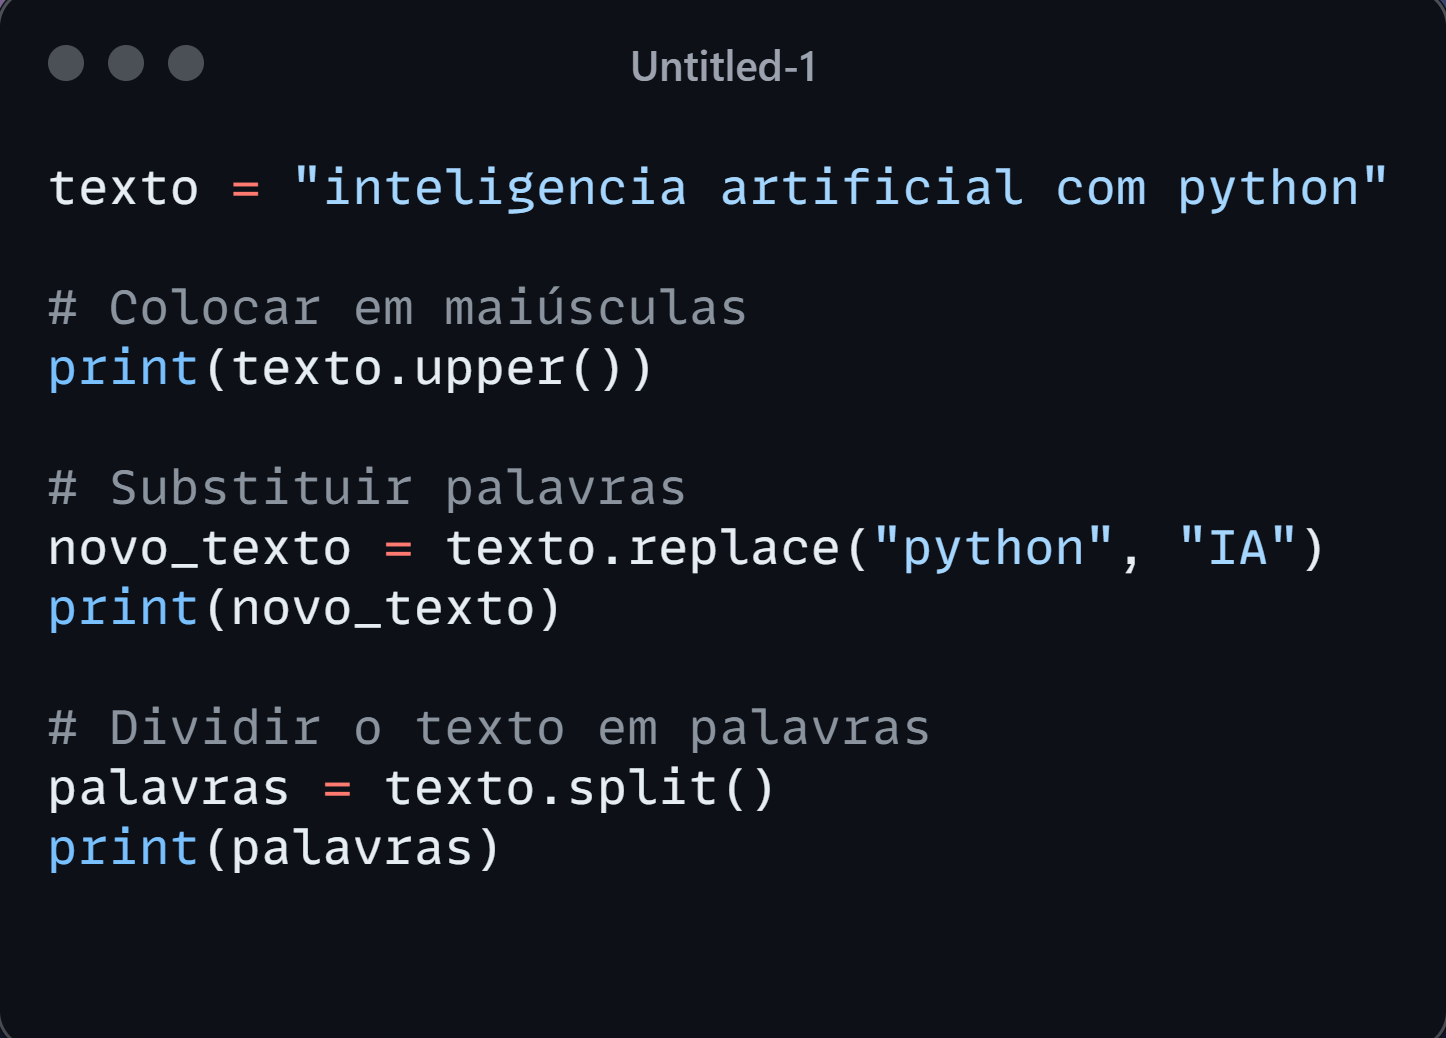 Untitled-1
texto = "inteligencia artificial com python"
# Colocar em maiúsculas
print(texto.upper())
# Substituir palavras
novo_texto = texto.replace("python", "IA")
print(novo_texto)
# Dividir o texto em palavras
palavras = texto.split()
print(palavras)